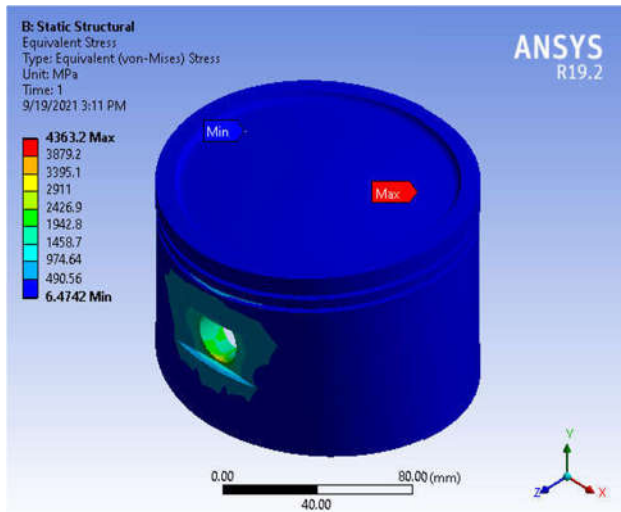 B: Static Structural
Equivalent Stress
Type: Equivalent (von-Mises) Stress
Unit: MPa
Time: 1
9/19/2021 3:11 PM
ANSYS
R19.2
4363.2 Max
3879.2
3395.1
2911
2426.9
1942.8
1458.7
974.64
490.56
6.4742 Min
Min
Max
0.00
80.00 (mm)
40.00
Y
Z
X